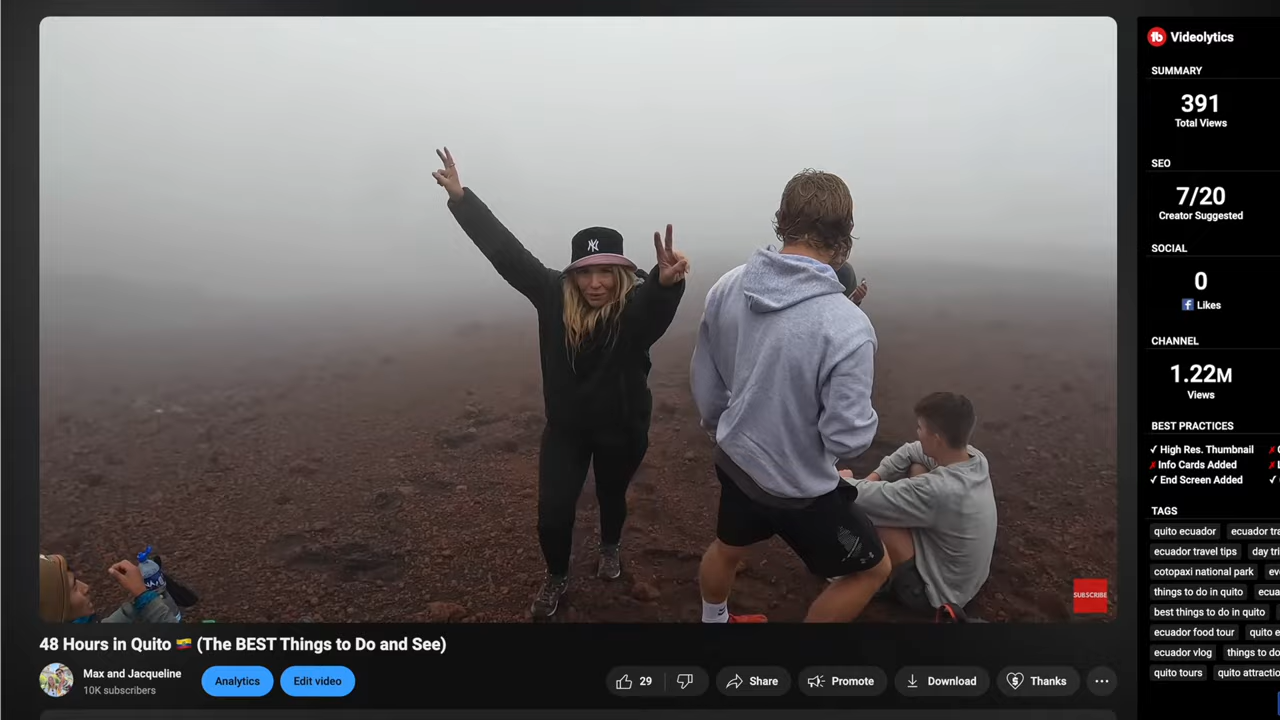 Videolytics
SUMMARY
391
Total Views
SEO
7/20
Creator Suggested
SOCIAL
0
Likes
CHANNEL
1.22M
Views
BEST PRACTICES
✓ High Res. Thumbnail
✗ Info Cards Added
✓ End Screen Added
TAGS
quito ecuador
ecuador travel tips
cotopaxi national park
things to do in quito
best things to do in quito
ecuador food tour
ecuador vlog things to do
quito tours
NY
SUBSCRIBE
48 Hours in Quito 🇪🇨 (The BEST Things to Do and See)
Max and Jacqueline
10K subscribers
Analytics Edit video 29 Share Promote Download Thanks ...